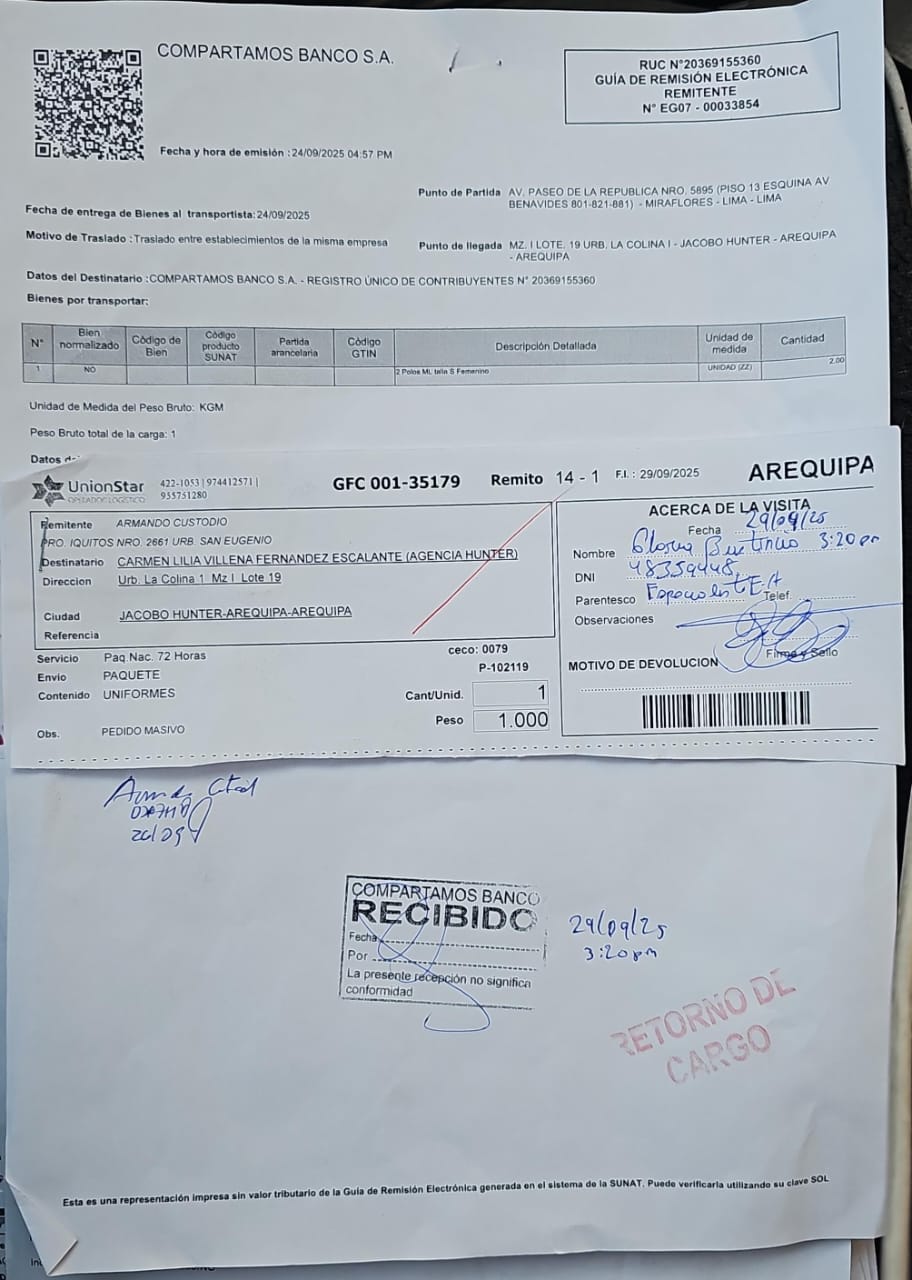 COMPARTAMOS BANCO S.A.
RUC N°20369155360
GUÍA DE REMISIÓN ELECTRÓNICA
REMITENTE
N° EG07 - 00033854
Fecha y hora de emisión :24/09/2025 04:57 PM
Punto de Partida AV. PASEO DE LA REPUBLICA NRO. 5895 (PISO 13 ESQUINA AV
BENAVIDES 801-821-881) - MIRAFLORES - LIMA - LIMA
Fecha de entrega de Bienes al transportista:24/09/2025
Motivo de Traslado :Traslado entre establecimientos de la misma empresa
Punto de llegada MZ. I LOTE. 19 URB. LA COLINA I - JACOBO HUNTER - AREQUIPA
- AREQUIPA
Datos del Destinatario :COMPARTAMOS BANCO S.A. - REGISTRO ÚNICO DE CONTRIBUYENTES N° 20369155360
Bienes por transportar:
N° Bien normalizado Código de Bien Código producto SUNAT Partida arancelaria Código GTIN Descripción Detallada Unidad de medida Cantidad
1 NO 2 Polos ML talla S Femenino UNIDAD (ZZ) 2.00
Unidad de Medida del Peso Bruto: KGM
Peso Bruto total de la carga: 1
Datos
UnionStar
OPERADOR LOGISTICO
422-1053 | 974412571 |
955751280
GFC 001-35179
Remito 14 - 1
F.I. : 29/09/2025
AREQUIPA
Remitente ARMANDO CUSTODIO
PRO. IQUITOS NRO. 2661 URB. SAN EUGENIO
Destinatario CARMEN LILIA VILLENA FERNANDEZ ESCALANTE (AGENCIA HUNTER)
Direccion Urb. La Colina 1 Mz I Lote 19
Ciudad JACOBO HUNTER-AREQUIPA-AREQUIPA
Referencia
Servicio Paq.Nac. 72 Horas
Envio PAQUETE
Contenido UNIFORMES
Obs. PEDIDO MASIVO
ceco: 0079
P-102119
Cant/Unid. 1
Peso 1.000
ACERCA DE LA VISITA
Fecha 29/09/25
Nombre 3:20 pm
DNI 48359448
Parentesco
Telef.
Observaciones
Firma y Sello
MOTIVO DE DEVOLUCION
COMPARTAMOS BANCO
RECIBIDO
Fecha
Por
La presente recepción no significa
conformidad
29/09/25
3:20 pm
RETORNO DE
CARGO
Esta es una representación impresa sin valor tributario de la Guía de Remisión Electrónica generada en el sistema de la SUNAT. Puede verificarla utilizando su clave SOL